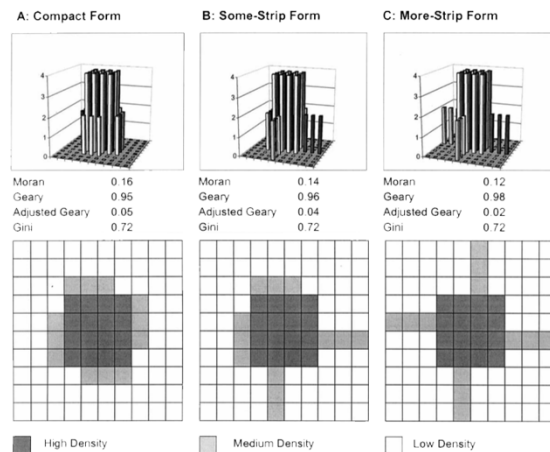 A: Compact Form
B: Some-Strip Form
C: More-Strip Form
4
3
2
1
0
4
3
2
1
0
4
3
2
1
0
Moran 0.16
Geary 0.95
Adjusted Geary 0.05
Gini 0.72
Moran 0.14
Geary 0.96
Adjusted Geary 0.04
Gini 0.72
Moran 0.12
Geary 0.98
Adjusted Geary 0.02
Gini 0.72
High Density
Medium Density
Low Density